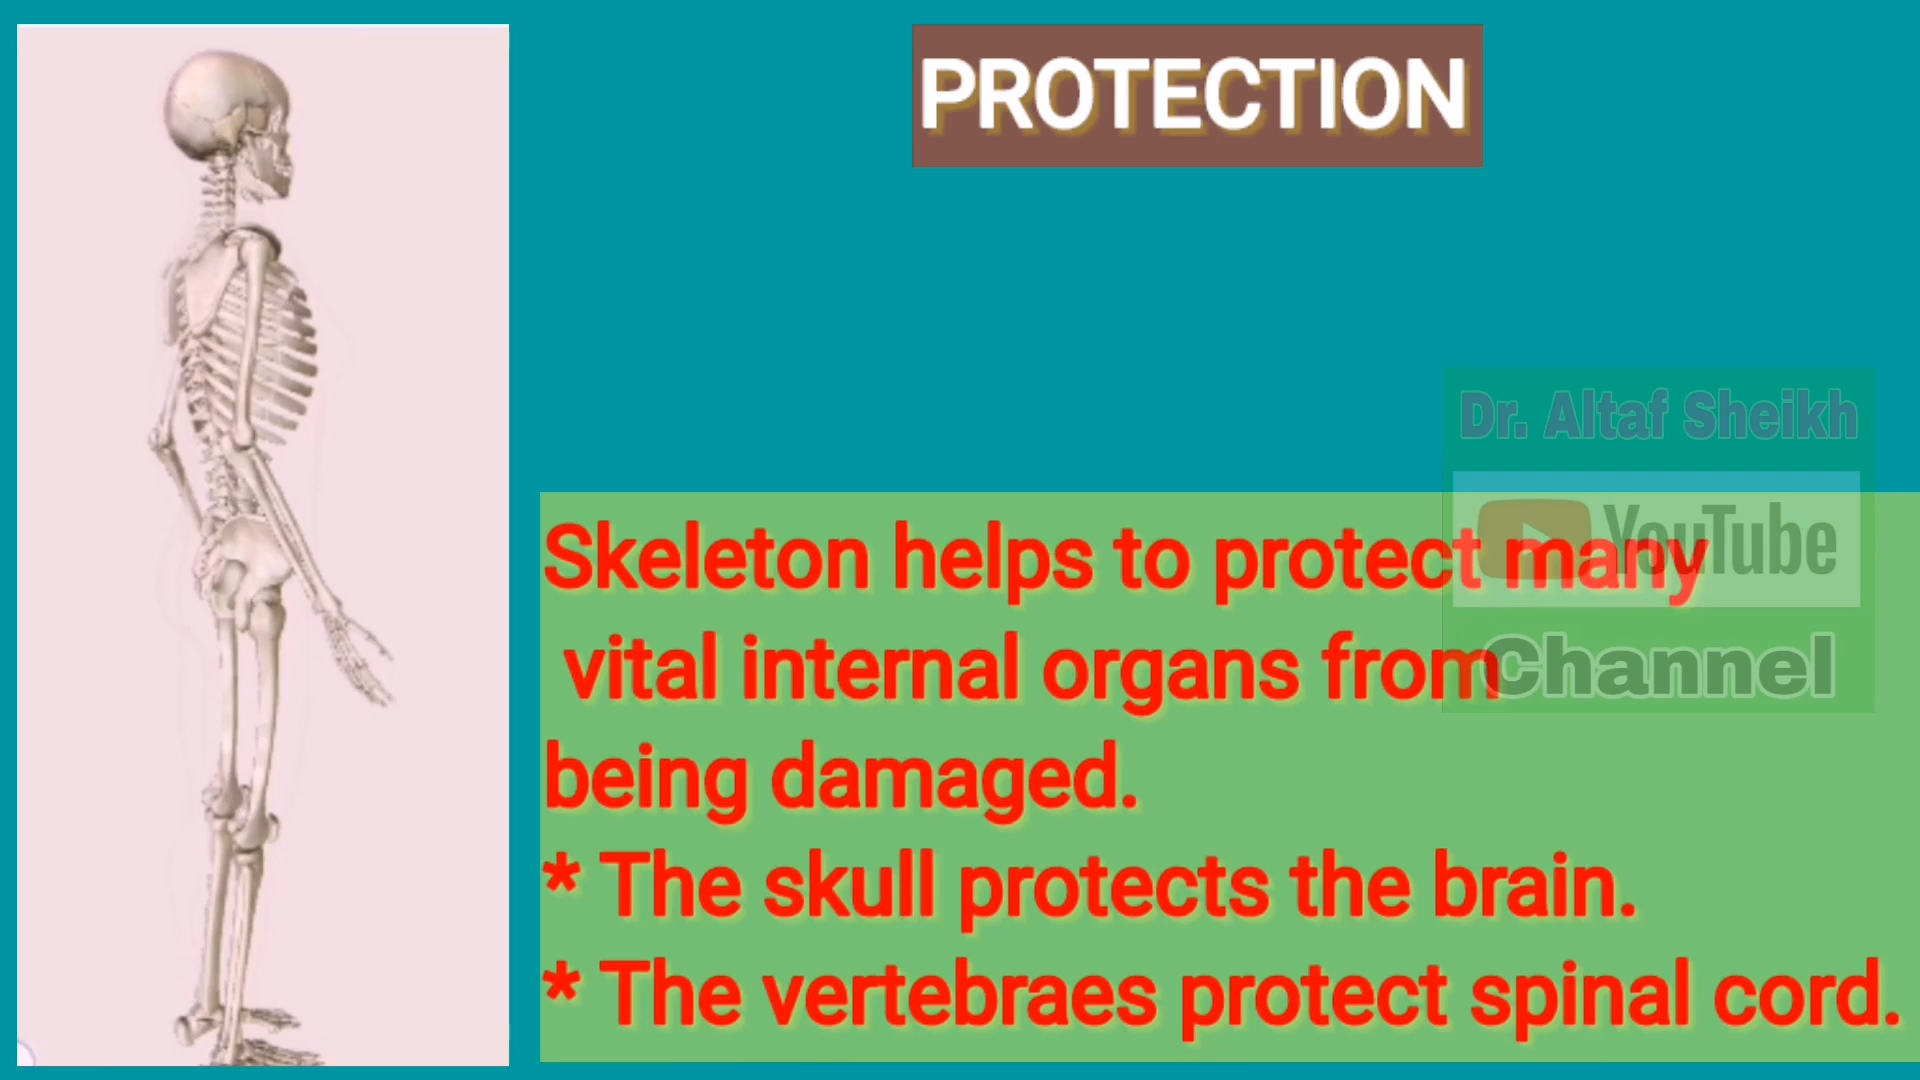 PROTECTION
Dr. Altaf Sheikh
YouTube
Channel
Skeleton helps to protect many
vital internal organs from
being damaged.
* The skull protects the brain.
* The vertebraes protect spinal cord.